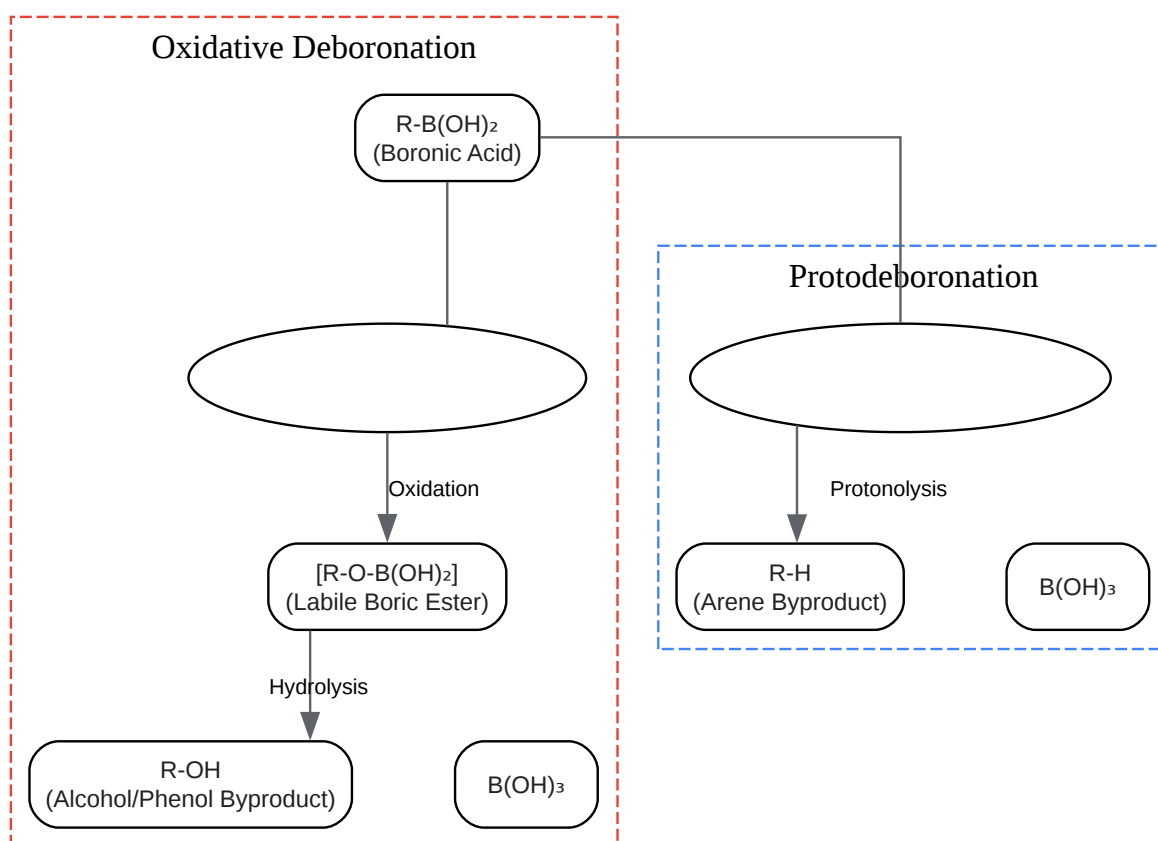 Oxidative Deboronation
R-B(OH)₂
(Boronic Acid)
Protodeboronation
Oxidation
Protonolysis
[R-O-B(OH)₂]
(Labile Boric Ester)
R-H
(Arene Byproduct)
B(OH)₃
Hydrolysis
R-OH
(Alcohol/Phenol Byproduct)
B(OH)₃